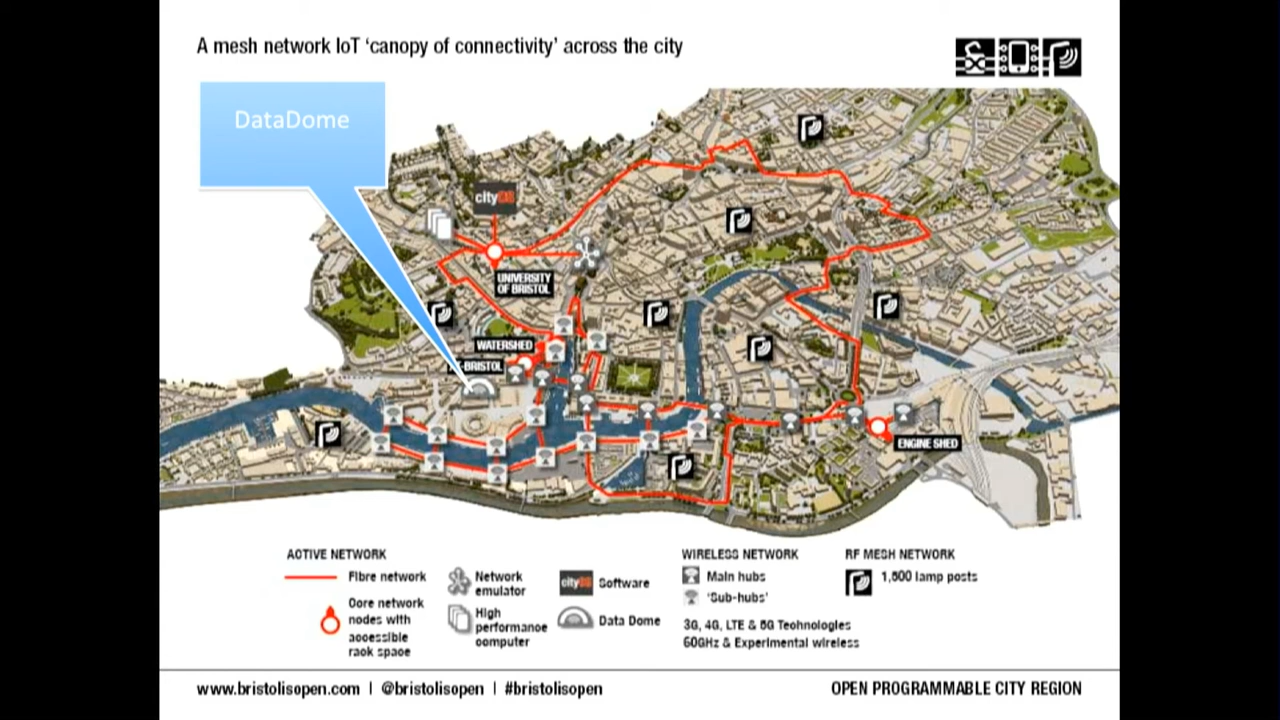 A mesh network IoT ‘canopy of connectivity’ across the city
DataDome
cityOS
UNIVERSITY
OF BRISTOL
WATERSHED
AT-BRISTOL
ENGINE SHED
ACTIVE NETWORK
Fibre network
Core network
nodes with
accessible
rack space
Network
emulator
High
performance
computer
cityOS
Software
Data Dome
WIRELESS NETWORK
Main hubs
‘Sub-hubs’
3G, 4G, LTE & 5G Technologies
60GHz & Experimental wireless
RF MESH NETWORK
1,500 lamp posts
www.bristolisopen.com | @bristolisopen | #bristolisopen
OPEN PROGRAMMABLE CITY REGION